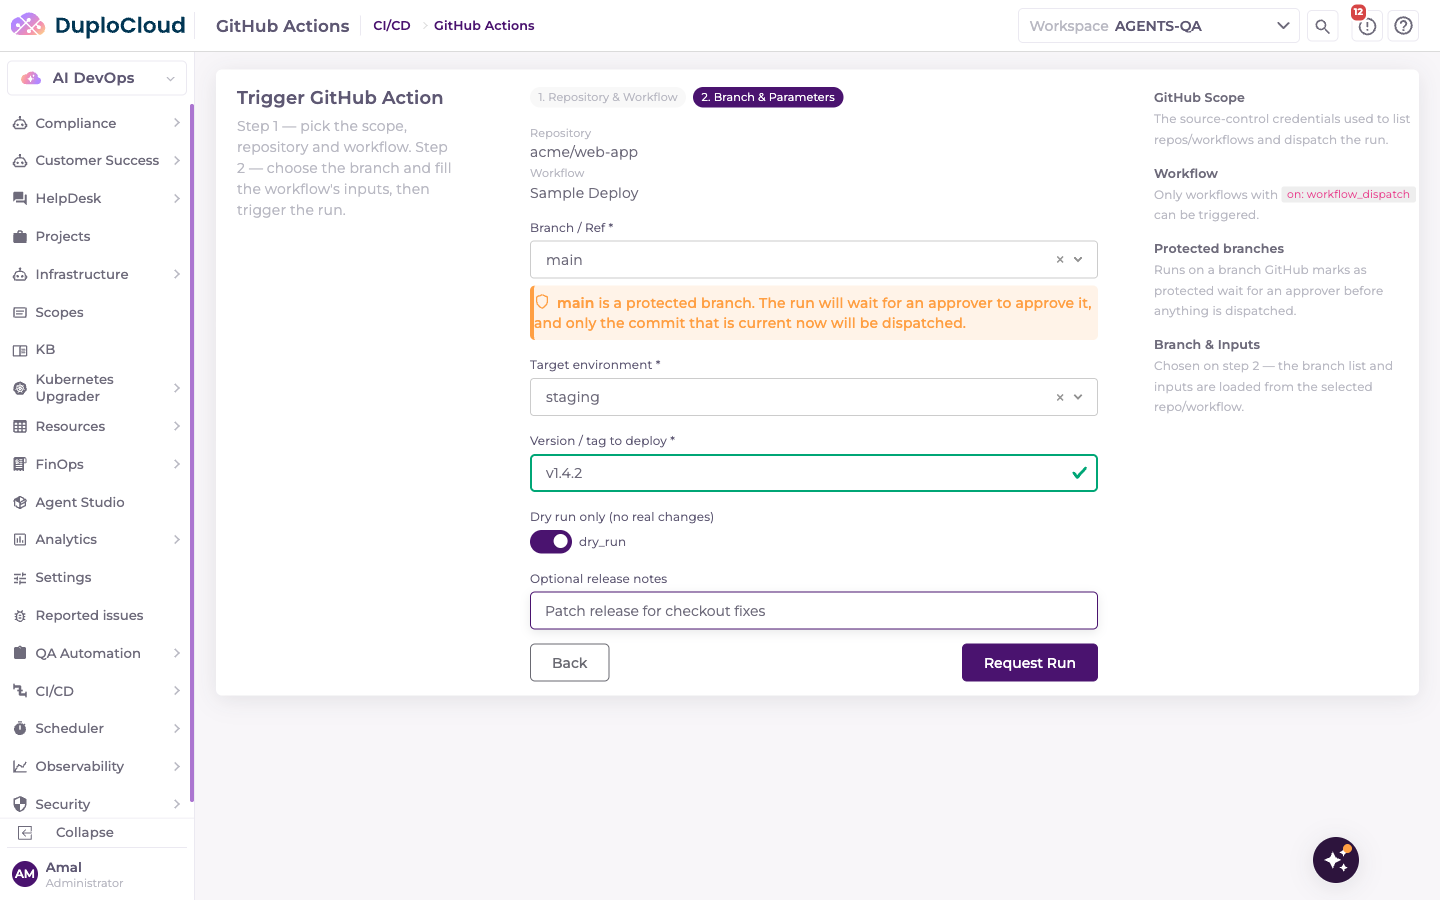 DuploCloud
GitHub Actions
CI/CD
GitHub Actions
Workspace AGENTS-QA
12
AI DevOps
Compliance
Customer Success
HelpDesk
Projects
Infrastructure
Scopes
KB
Kubernetes
Upgrader
Resources
FinOps
Agent Studio
Analytics
Settings
Reported issues
QA Automation
CI/CD
Scheduler
Observability
Security
Collapse
AM
Amal
Administrator
Trigger GitHub Action
Step 1 — pick the scope,
repository and workflow. Step
2 — choose the branch and fill
the workflow's inputs, then
trigger the run.
1. Repository & Workflow
2. Branch & Parameters
Repository
acme/web-app
Workflow
Sample Deploy
Branch / Ref *
main
main is a protected branch. The run will wait for an approver to approve it,
and only the commit that is current now will be dispatched.
Target environment *
staging
Version / tag to deploy *
v1.4.2
Dry run only (no real changes)
dry_run
Optional release notes
Patch release for checkout fixes
Back
Request Run
GitHub Scope
The source-control credentials used to list
repos/workflows and dispatch the run.
Workflow
Only workflows with on: workflow_dispatch
can be triggered.
Protected branches
Runs on a branch GitHub marks as
protected wait for an approver before
anything is dispatched.
Branch & Inputs
Chosen on step 2 — the branch list and
inputs are loaded from the selected
repo/workflow.